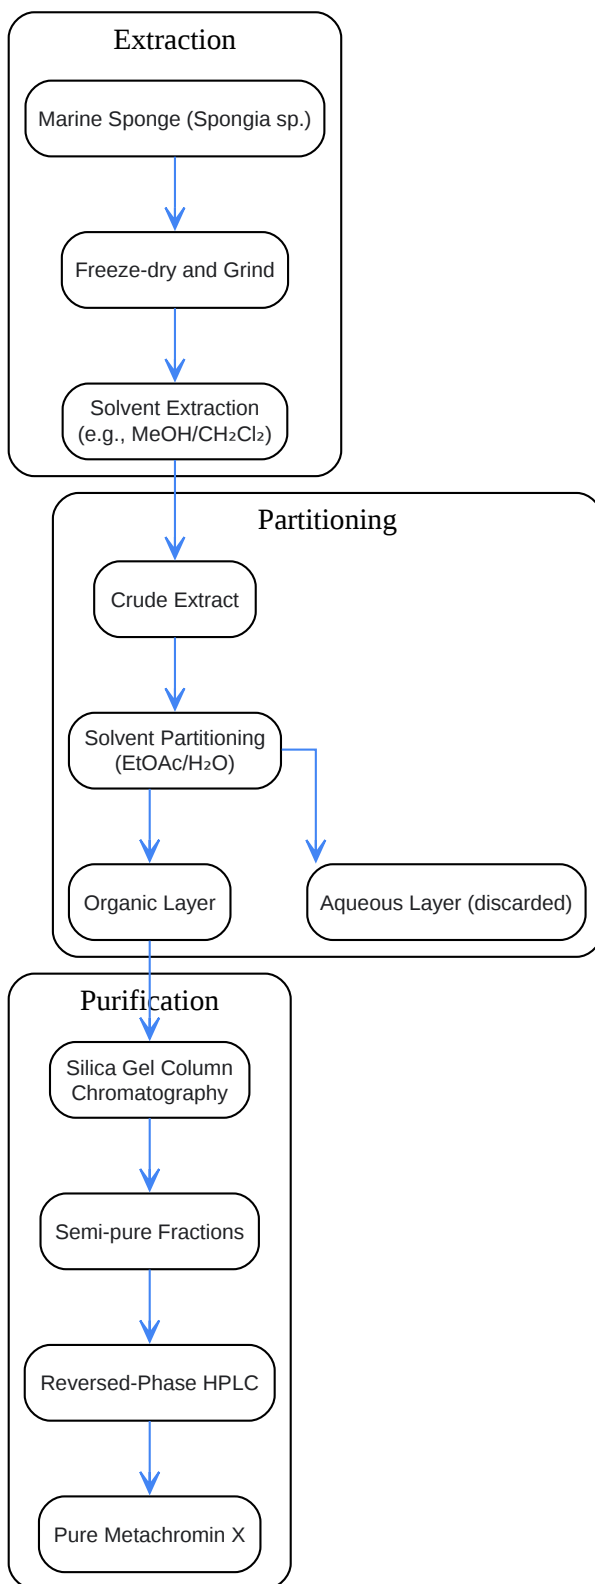 Extraction
Marine Sponge (Spongia sp.)
Freeze-dry and Grind
Solvent Extraction
(e.g., MeOH/CH₂Cl₂)
Partitioning
Crude Extract
Solvent Partitioning
(EtOAc/H₂O)
Organic Layer
Aqueous Layer (discarded)
Purification
Silica Gel Column
Chromatography
Semi-pure Fractions
Reversed-Phase HPLC
Pure Metachromin X